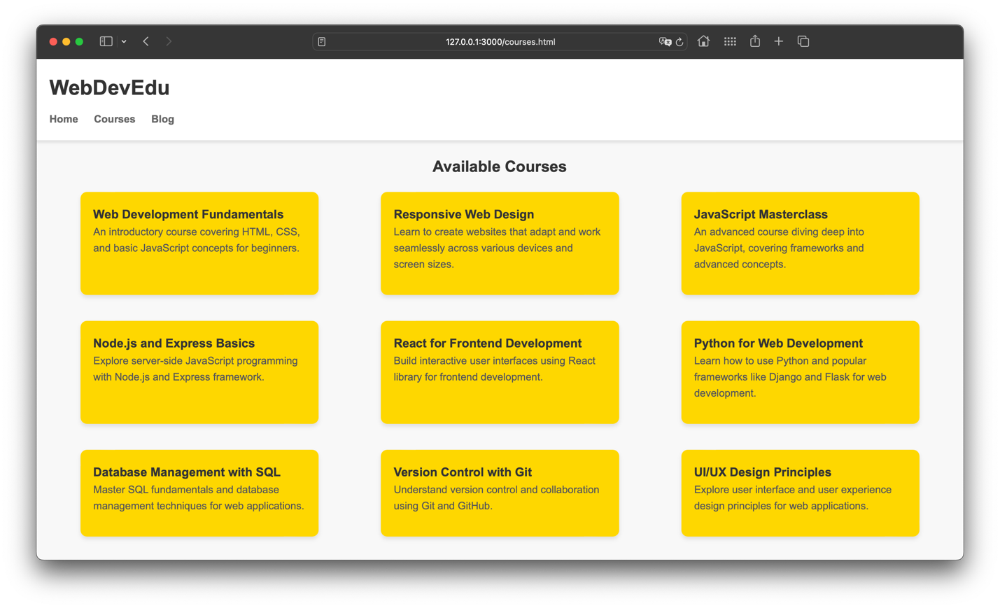 127.0.0.1:3000/courses.html
WebDevEdu
Home Courses Blog
Available Courses
Web Development Fundamentals
An introductory course covering HTML, CSS,
and basic JavaScript concepts for beginners.
Responsive Web Design
Learn to create websites that adapt and work
seamlessly across various devices and
screen sizes.
JavaScript Masterclass
An advanced course diving deep into
JavaScript, covering frameworks and
advanced concepts.
Node.js and Express Basics
Explore server-side JavaScript programming
with Node.js and Express framework.
React for Frontend Development
Build interactive user interfaces using React
library for frontend development.
Python for Web Development
Learn how to use Python and popular
frameworks like Django and Flask for web
development.
Database Management with SQL
Master SQL fundamentals and database
management techniques for web applications.
Version Control with Git
Understand version control and collaboration
using Git and GitHub.
UI/UX Design Principles
Explore user interface and user experience
design principles for web applications.